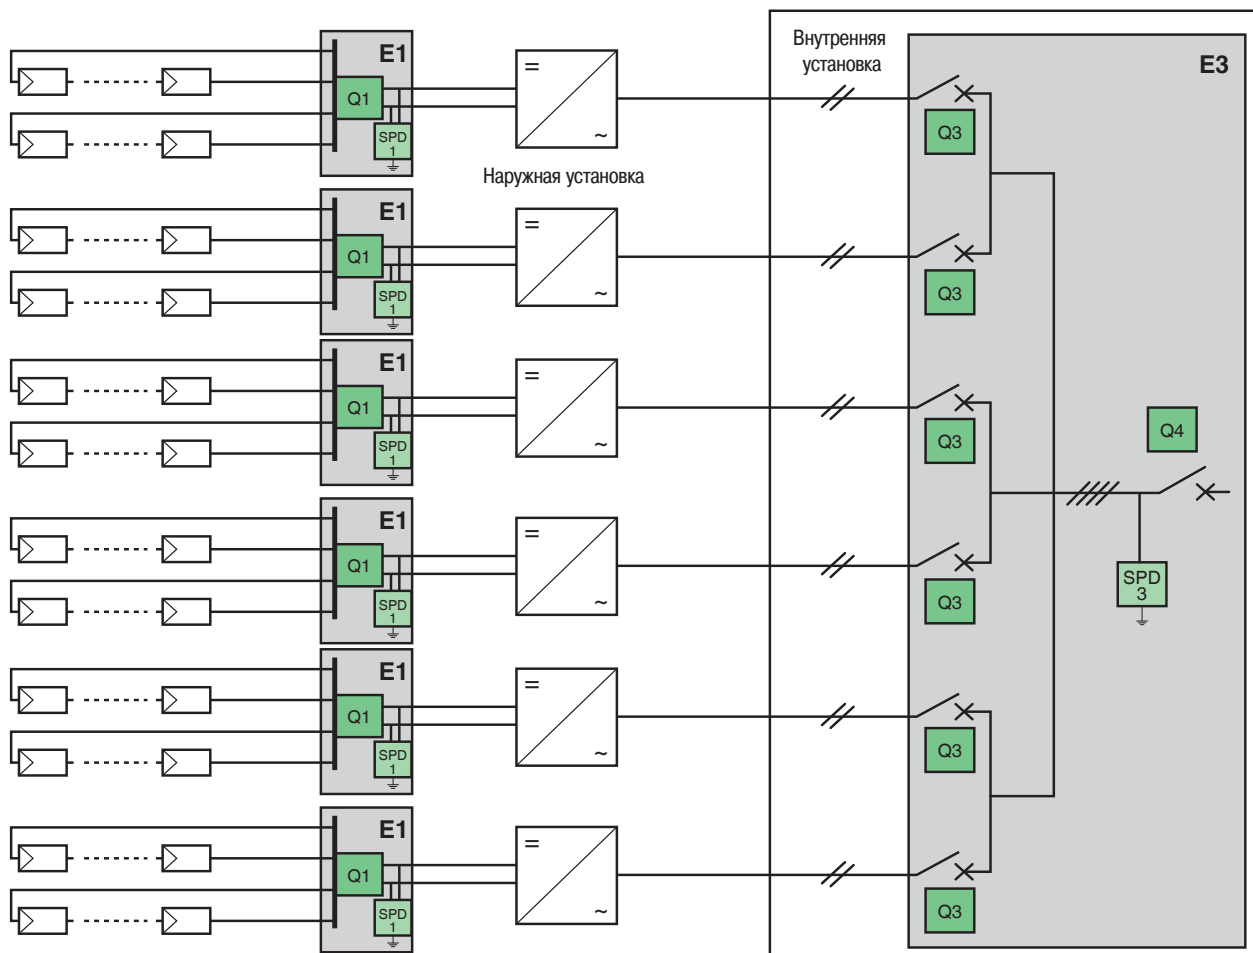 Внутренняя
установка
E3
E1
Q1
SPD
1
=
~
Q3
Наружная установка
E1
Q1
SPD
1
=
~
Q3
E1
Q1
SPD
1
=
~
Q3
Q4
E1
Q1
SPD
1
=
~
Q3
SPD
3
E1
Q1
SPD
1
=
~
Q3
E1
Q1
SPD
1
=
~
Q3